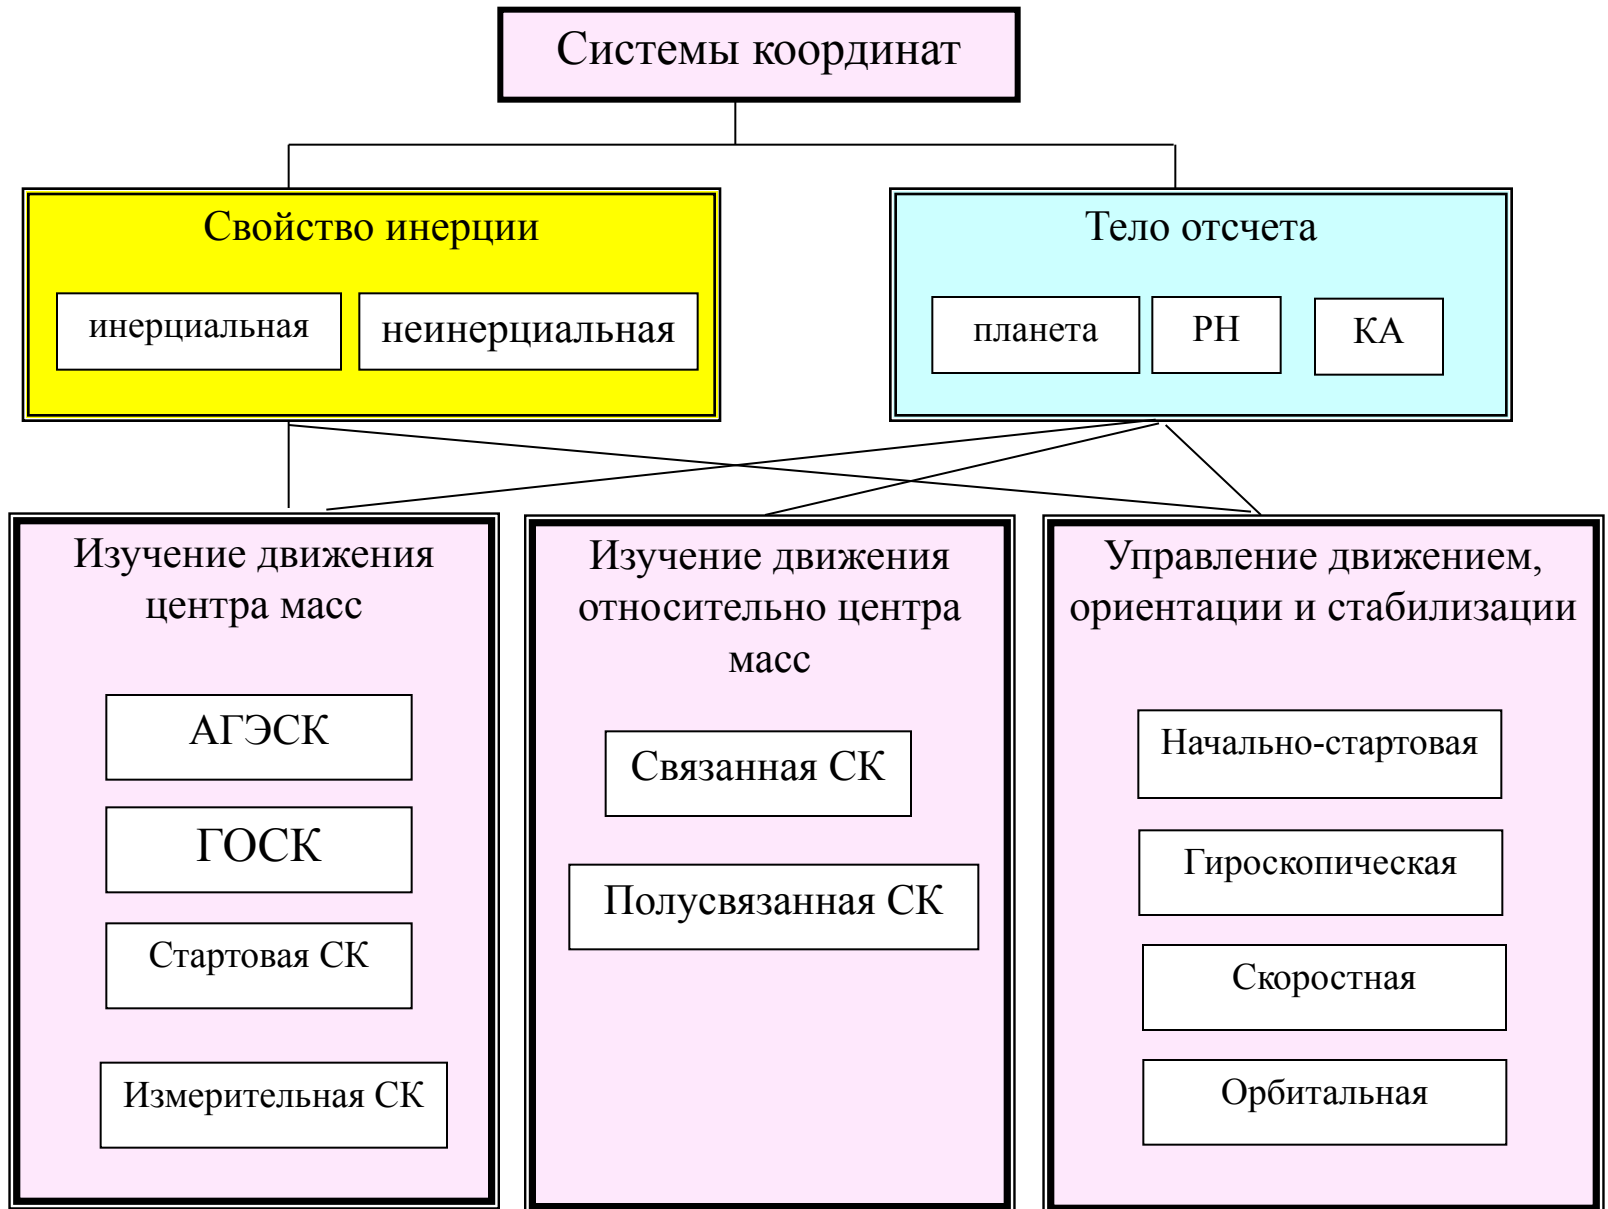 Системы координат
Свойство инерции
инерциальная
неинерциальная
Тело отсчета
планета
РН
КА
Изучение движения
центра масс
АГЭСК
ГОСК
Стартовая СК
Измерительная СК
Изучение движения
относительно центра
масс
Связанная СК
Полусвязанная СК
Управление движением,
ориентации и стабилизации
Начально-стартовая
Гироскопическая
Скоростная
Орбитальная